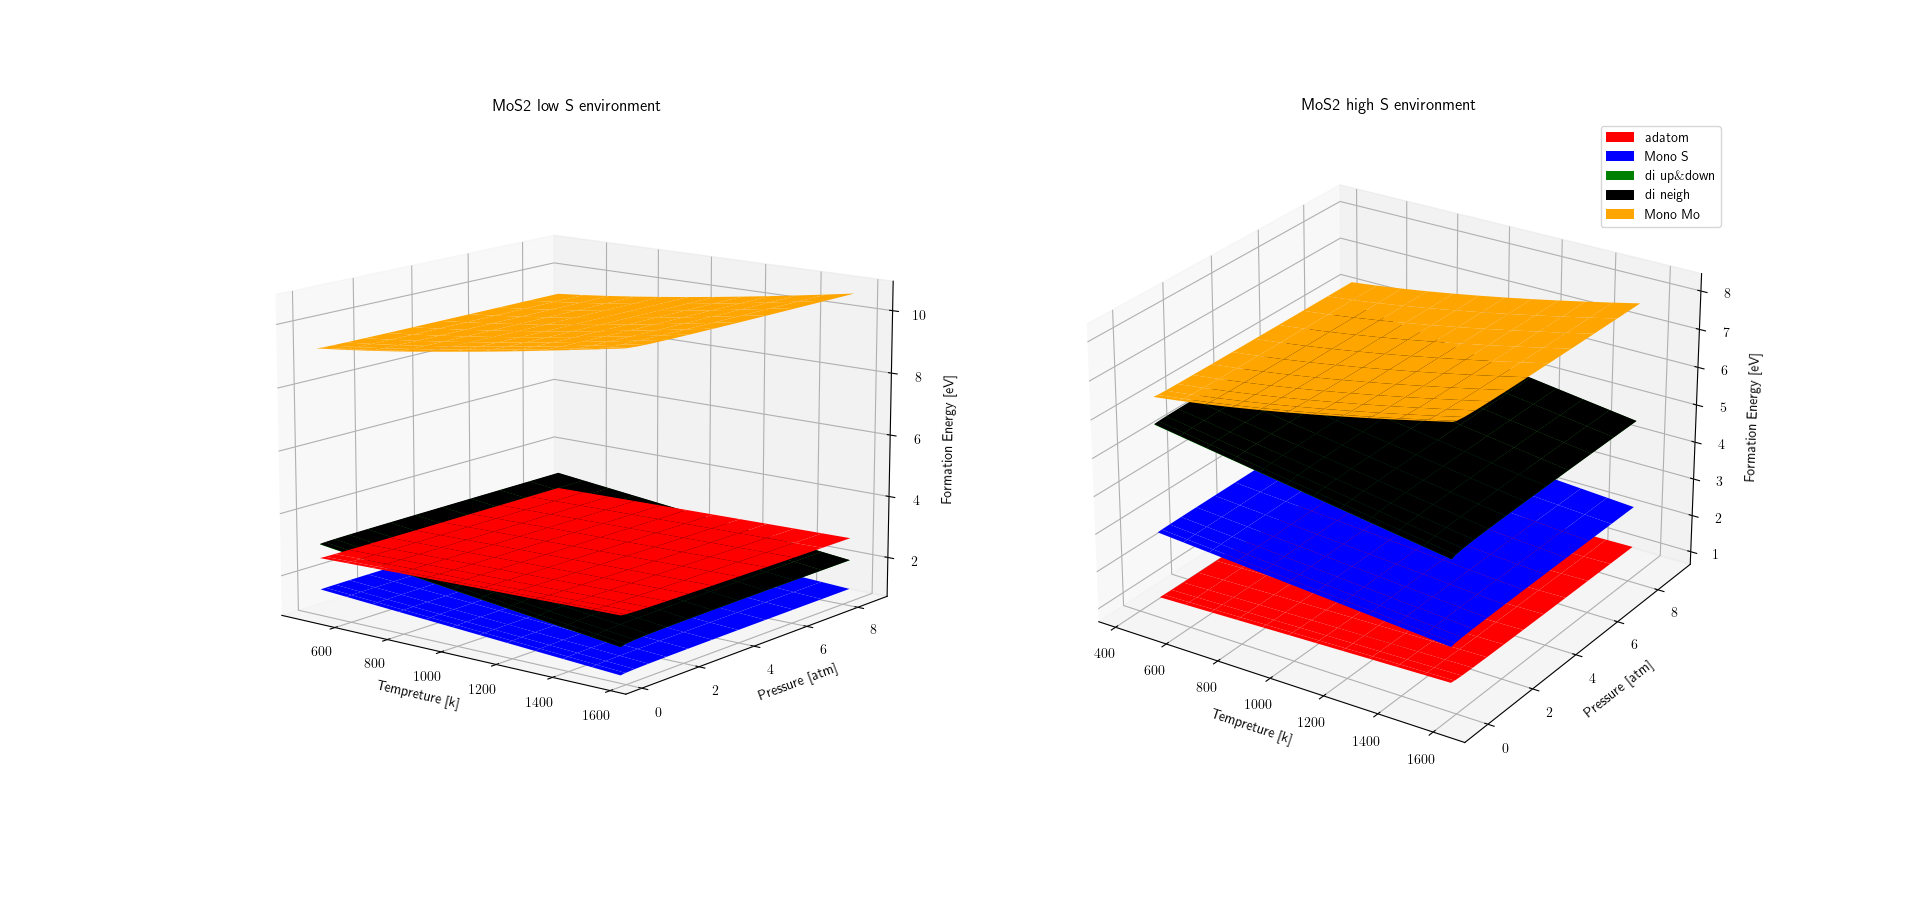 MoS2 low S environment
10
8
6
4
2
Formation Energy [eV]
600
800
1000
1200
1400
1600
Tempreture [k]
0
2
4
6
8
Pressure [atm]
MoS2 high S environment
adatom
Mono S
di up&down
di neigh
Mono Mo
8
7
6
5
4
3
2
1
Formation Energy [eV]
400
600
800
1000
1200
1400
1600
Tempreture [k]
0
2
4
6
8
Pressure [atm]